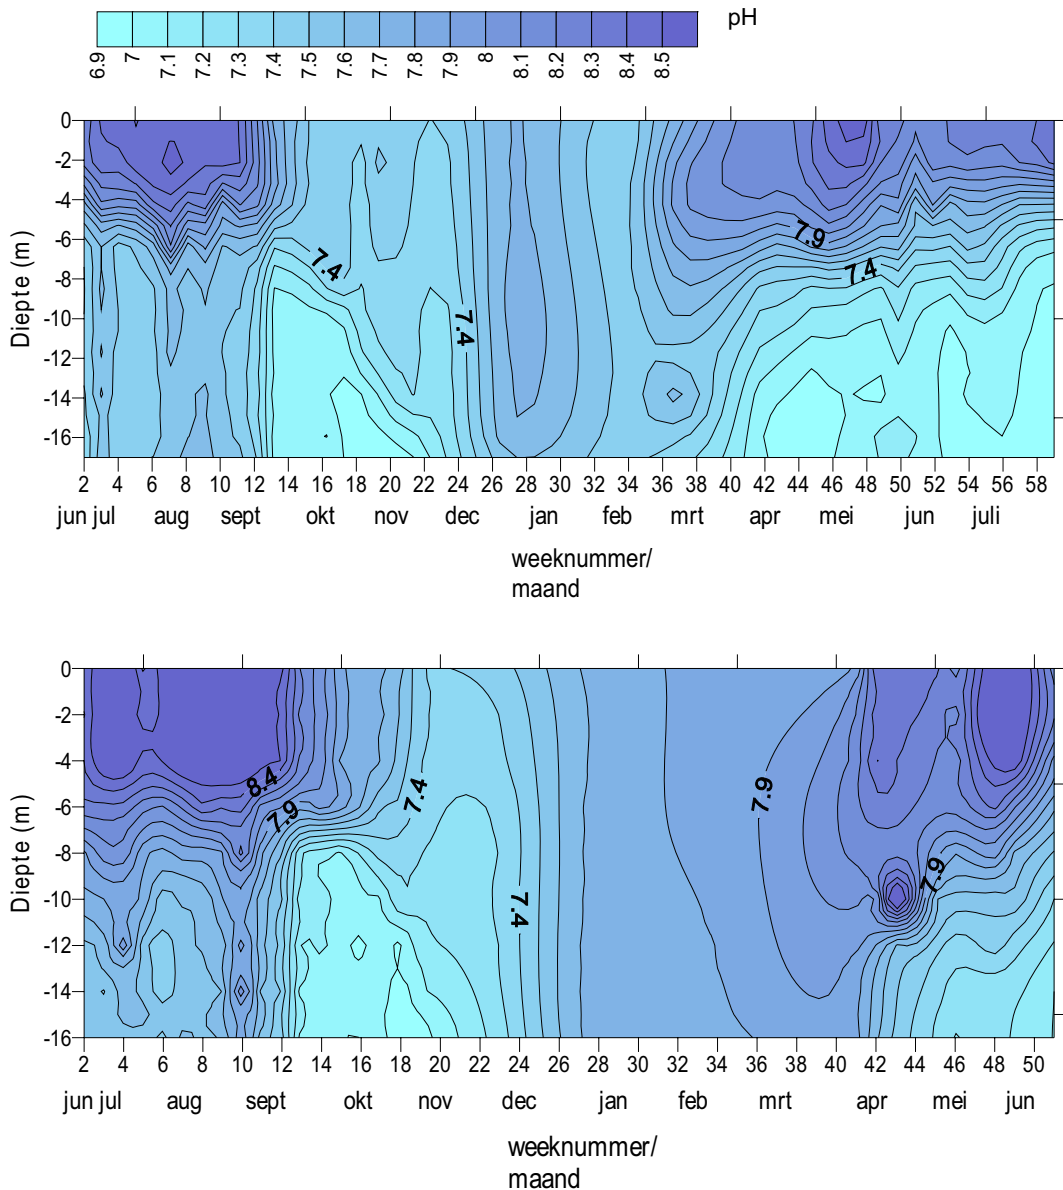 pH
6.9 7 7.1 7.2 7.3 7.4 7.5 7.6 7.7 7.8 7.9 8 8.1 8.2 8.3 8.4 8.5
0
-2
-4
-6
-8
-10
-12
-14
-16
Diepte (m)
7.9
7.4
7.4
7.4
2 4 6 8 10 12 14 16 18 20 22 24 26 28 30 32 34 36 38 40 42 44 46 48 50 52 54 56 58
jun jul aug sept okt nov dec jan feb mrt apr mei jun juli
weeknummer/
maand
0
-2
-4
-6
-8
-10
-12
-14
-16
Diepte (m)
8.4
7.9
7.4
7.9
7.9
7.4
2 4 6 8 10 12 14 16 18 20 22 24 26 28 30 32 34 36 38 40 42 44 46 48 50
jun jul aug sept okt nov dec jan feb mrt apr mei jun
weeknummer/
maand